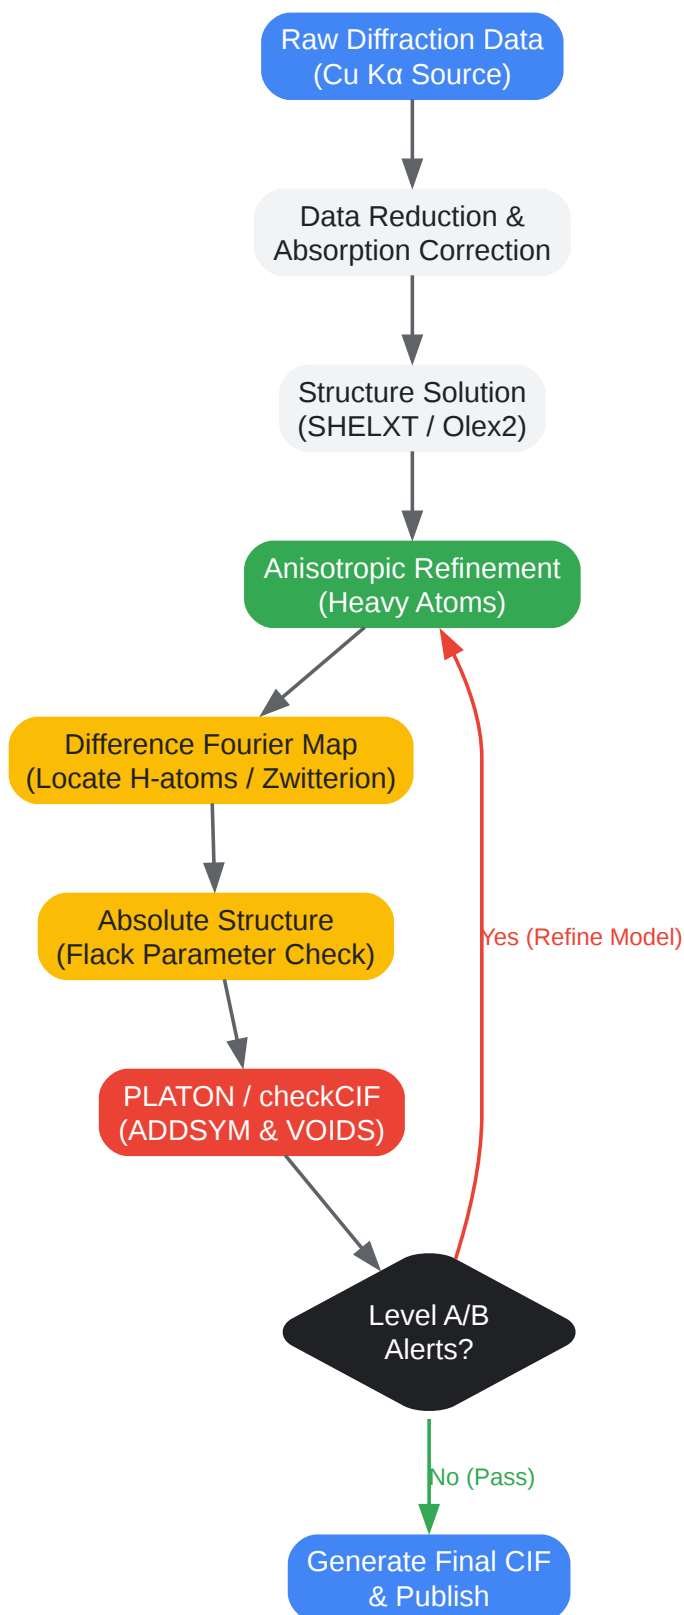 Raw Diffraction Data
(Cu Kα Source)
Data Reduction &
Absorption Correction
Structure Solution
(SHELXT / Olex2)
Anisotropic Refinement
(Heavy Atoms)
Difference Fourier Map
(Locate H-atoms / Zwitterion)
Absolute Structure
(Flack Parameter Check)
Yes (Refine Model)
PLATON / checkCIF
(ADDSYM & VOIDS)
Level A/B
Alerts?
No (Pass)
Generate Final CIF
& Publish